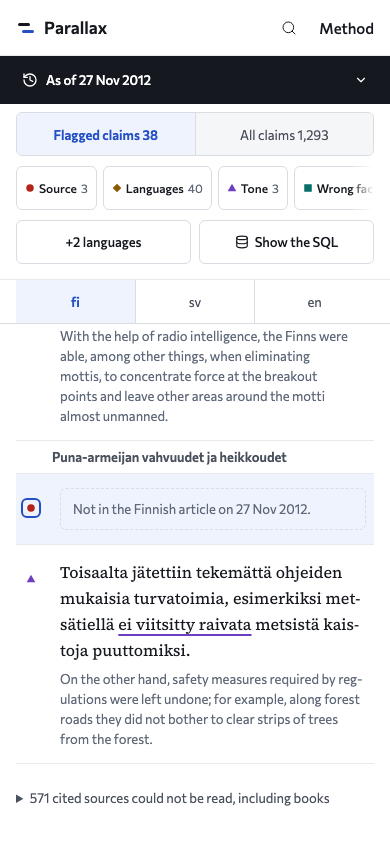 Parallax
Method
As of 27 Nov 2012
Flagged claims 38
All claims 1,293
Source 3
Languages 40
Tone 3
Wrong fac
+2 languages
Show the SQL
fi
sv
en
With the help of radio intelligence, the Finns were
able, among other things, when eliminating
mottis, to concentrate force at the breakout
points and leave other areas around the motti
almost unmanned.
Puna-armeijan vahvuudet ja heikkoudet
Not in the Finnish article on 27 Nov 2012.
Toisaalta jätettiin tekemättä ohjeiden
mukaisia turvatoimia, esimerkiksi met-
sätiellä ei viitsitty raivata metsistä kais-
toja puuttomiksi.
On the other hand, safety measures required by reg-
ulations were left undone; for example, along forest
roads they did not bother to clear strips of trees
from the forest.
571 cited sources could not be read, including books